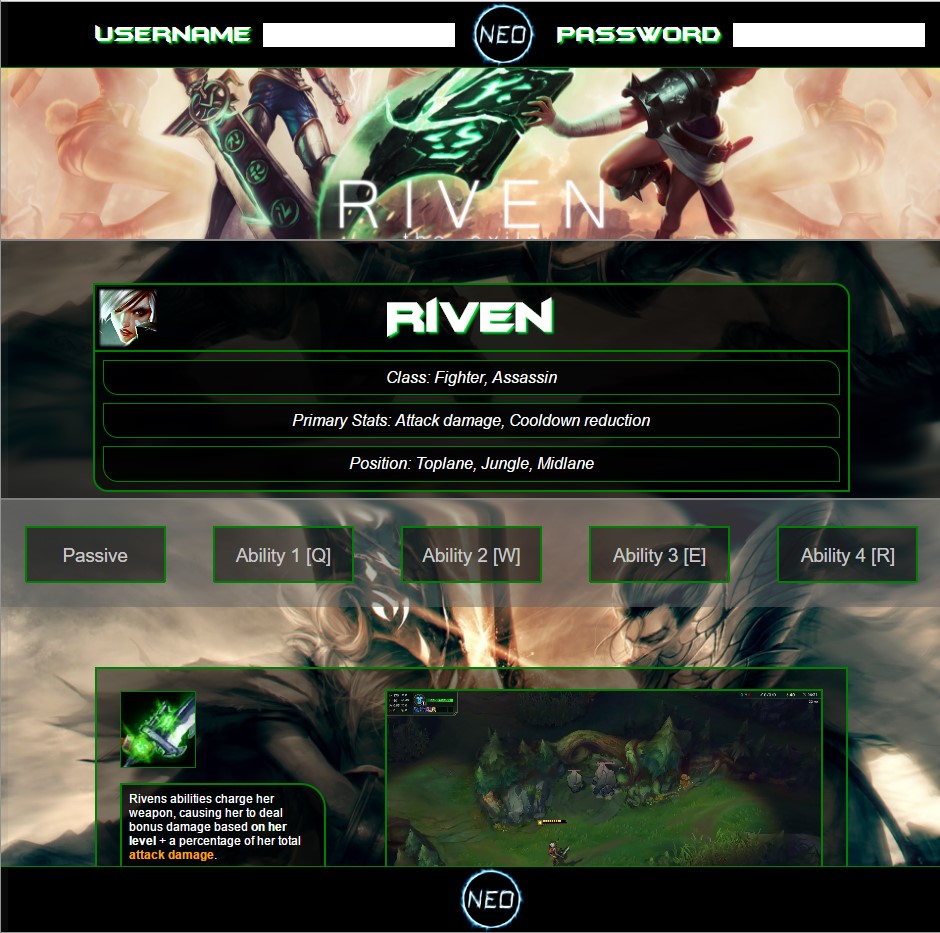 USERNAME NEO PASSWORD
RIVEN
RIVEN
Class: Fighter, Assassin
Primary Stats: Attack damage, Cooldown reduction
Position: Toplane, Jungle, Midlane
Passive Ability 1 [Q] Ability 2 [W] Ability 3 [E] Ability 4 [R]
Rivens abilities charge her
weapon, causing her to deal
bonus damage based on her
level + a percentage of her total
attack damage.
NEO